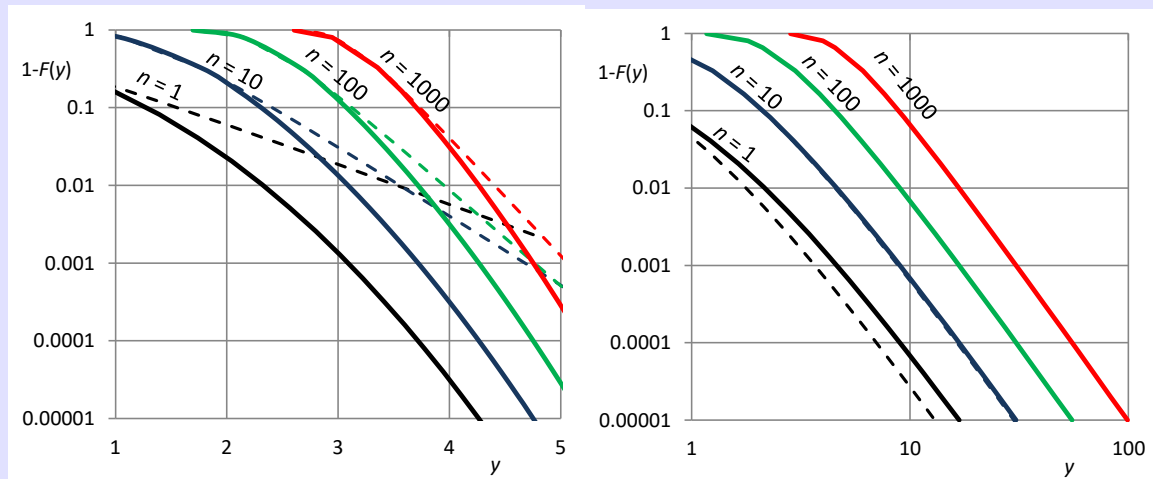 1
1-F(y)
0.1
0.01
0.001
0.0001
0.00001
n = 1
n = 10
n = 100
n = 1000
1
2
3
4
5
y
1
1-F(y)
0.1
0.01
0.001
0.0001
0.00001
n = 1
n = 10
n = 100
n = 1000
1
10
100
y